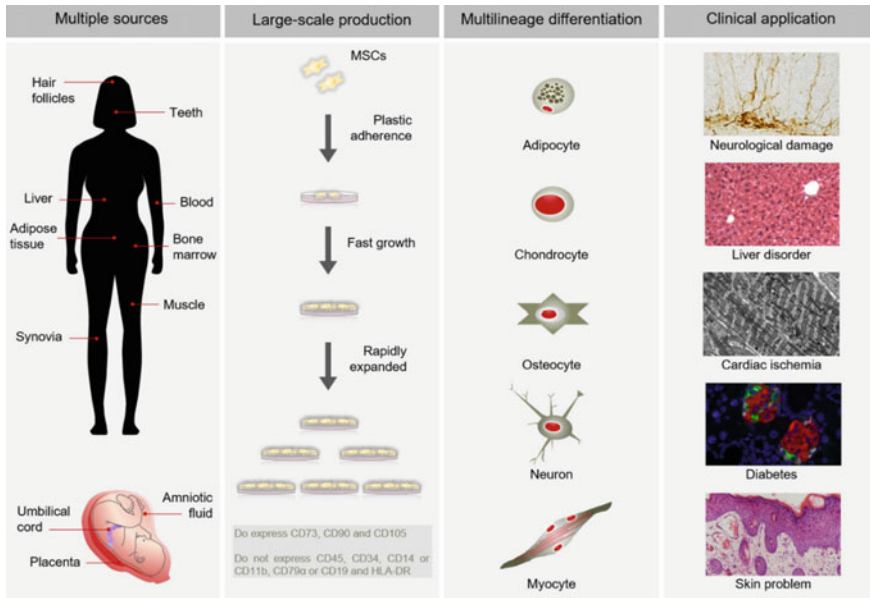 Multiple sources
Large-scale production
Multilineage differentiation
Clinical application
Hair
follicles
Teeth
Liver
Blood
Adipose
tissue
Bone
marrow
Muscle
Synovia
Umbilical
cord
Amniotic
fluid
Placenta
MSCs
Plastic
adherence
Fast growth
Rapidly
expanded
Do express CD73, CD90 and CD105
Do not express CD45, CD34, CD14 or
CD11b, CD79α or CD19 and HLA-DR
Adipocyte
Chondrocyte
Osteocyte
Neuron
Myocyte
Neurological damage
Liver disorder
Cardiac ischemia
Diabetes
Skin problem